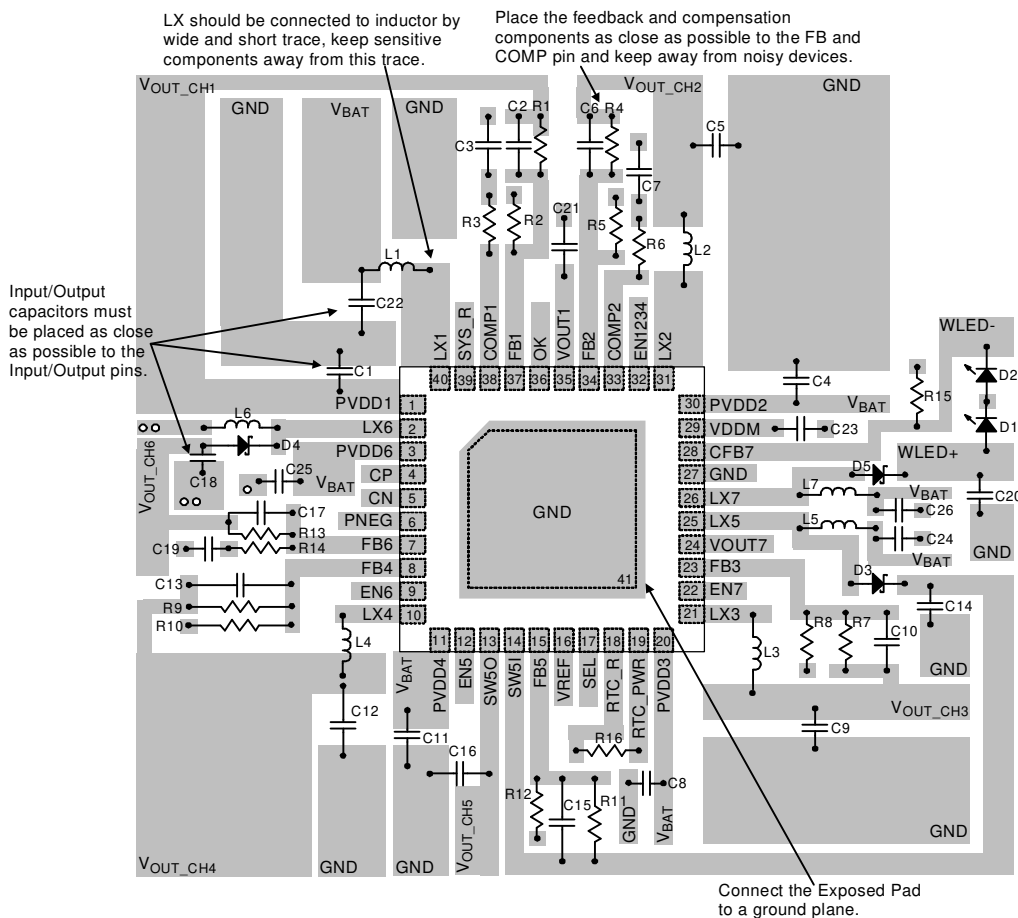 LX should be connected to inductor by
wide and short trace, keep sensitive
components away from this trace.
Place the feedback and compensation
components as close as possible to the FB and
COMP pin and keep away from noisy devices.
VOUT_CH1
GND
VBAT
GND
C2
R1
C6
R4
VOUT_CH2
GND
C3
C5
C7
R3
R2
C21
R5
R6
L2
L1
C22
Input/Output
capacitors must
be placed as close
as possible to the
Input/Output pins.
C1
LX1
SYS_R
COMP1
FB1
OK
VOUT1
FB2
COMP2
EN1234
LX2
40
39
38
37
36
35
34
33
32
31
WLED-
D2
D1
C4
R15
PVDD1
1
30
PVDD2
VBAT
L6
LX6
2
29
VDDM
C23
D4
PVDD6
3
28
CFB7
WLED+
VOUT_CH6
C18
C25
VBAT
CP
4
27
GND
D5
L7
VBAT
C20
CN
5
26
LX7
C26
C17
PNEG
6
GND
25
LX5
L5
C24
R13
C19
R14
FB6
7
24
VOUT7
VBAT
GND
C13
FB4
8
23
FB3
D3
R9
EN6
9
41
22
EN7
C14
R10
LX4
10
21
LX3
L4
R8
R7
C10
L3
GND
11
12
13
14
15
16
17
18
19
20
VBAT
PVDD4
EN5
SW5O
SW5I
FB5
VREF
SEL
RTC_R
RTC_PWR
PVDD3
VOUT_CH3
C12
C11
C9
C16
R16
R12
C15
R11
C8
VOUT_CH4
GND
GND
VOUT_CH5
GND
VBAT
GND
Connect the Exposed Pad
to a ground plane.